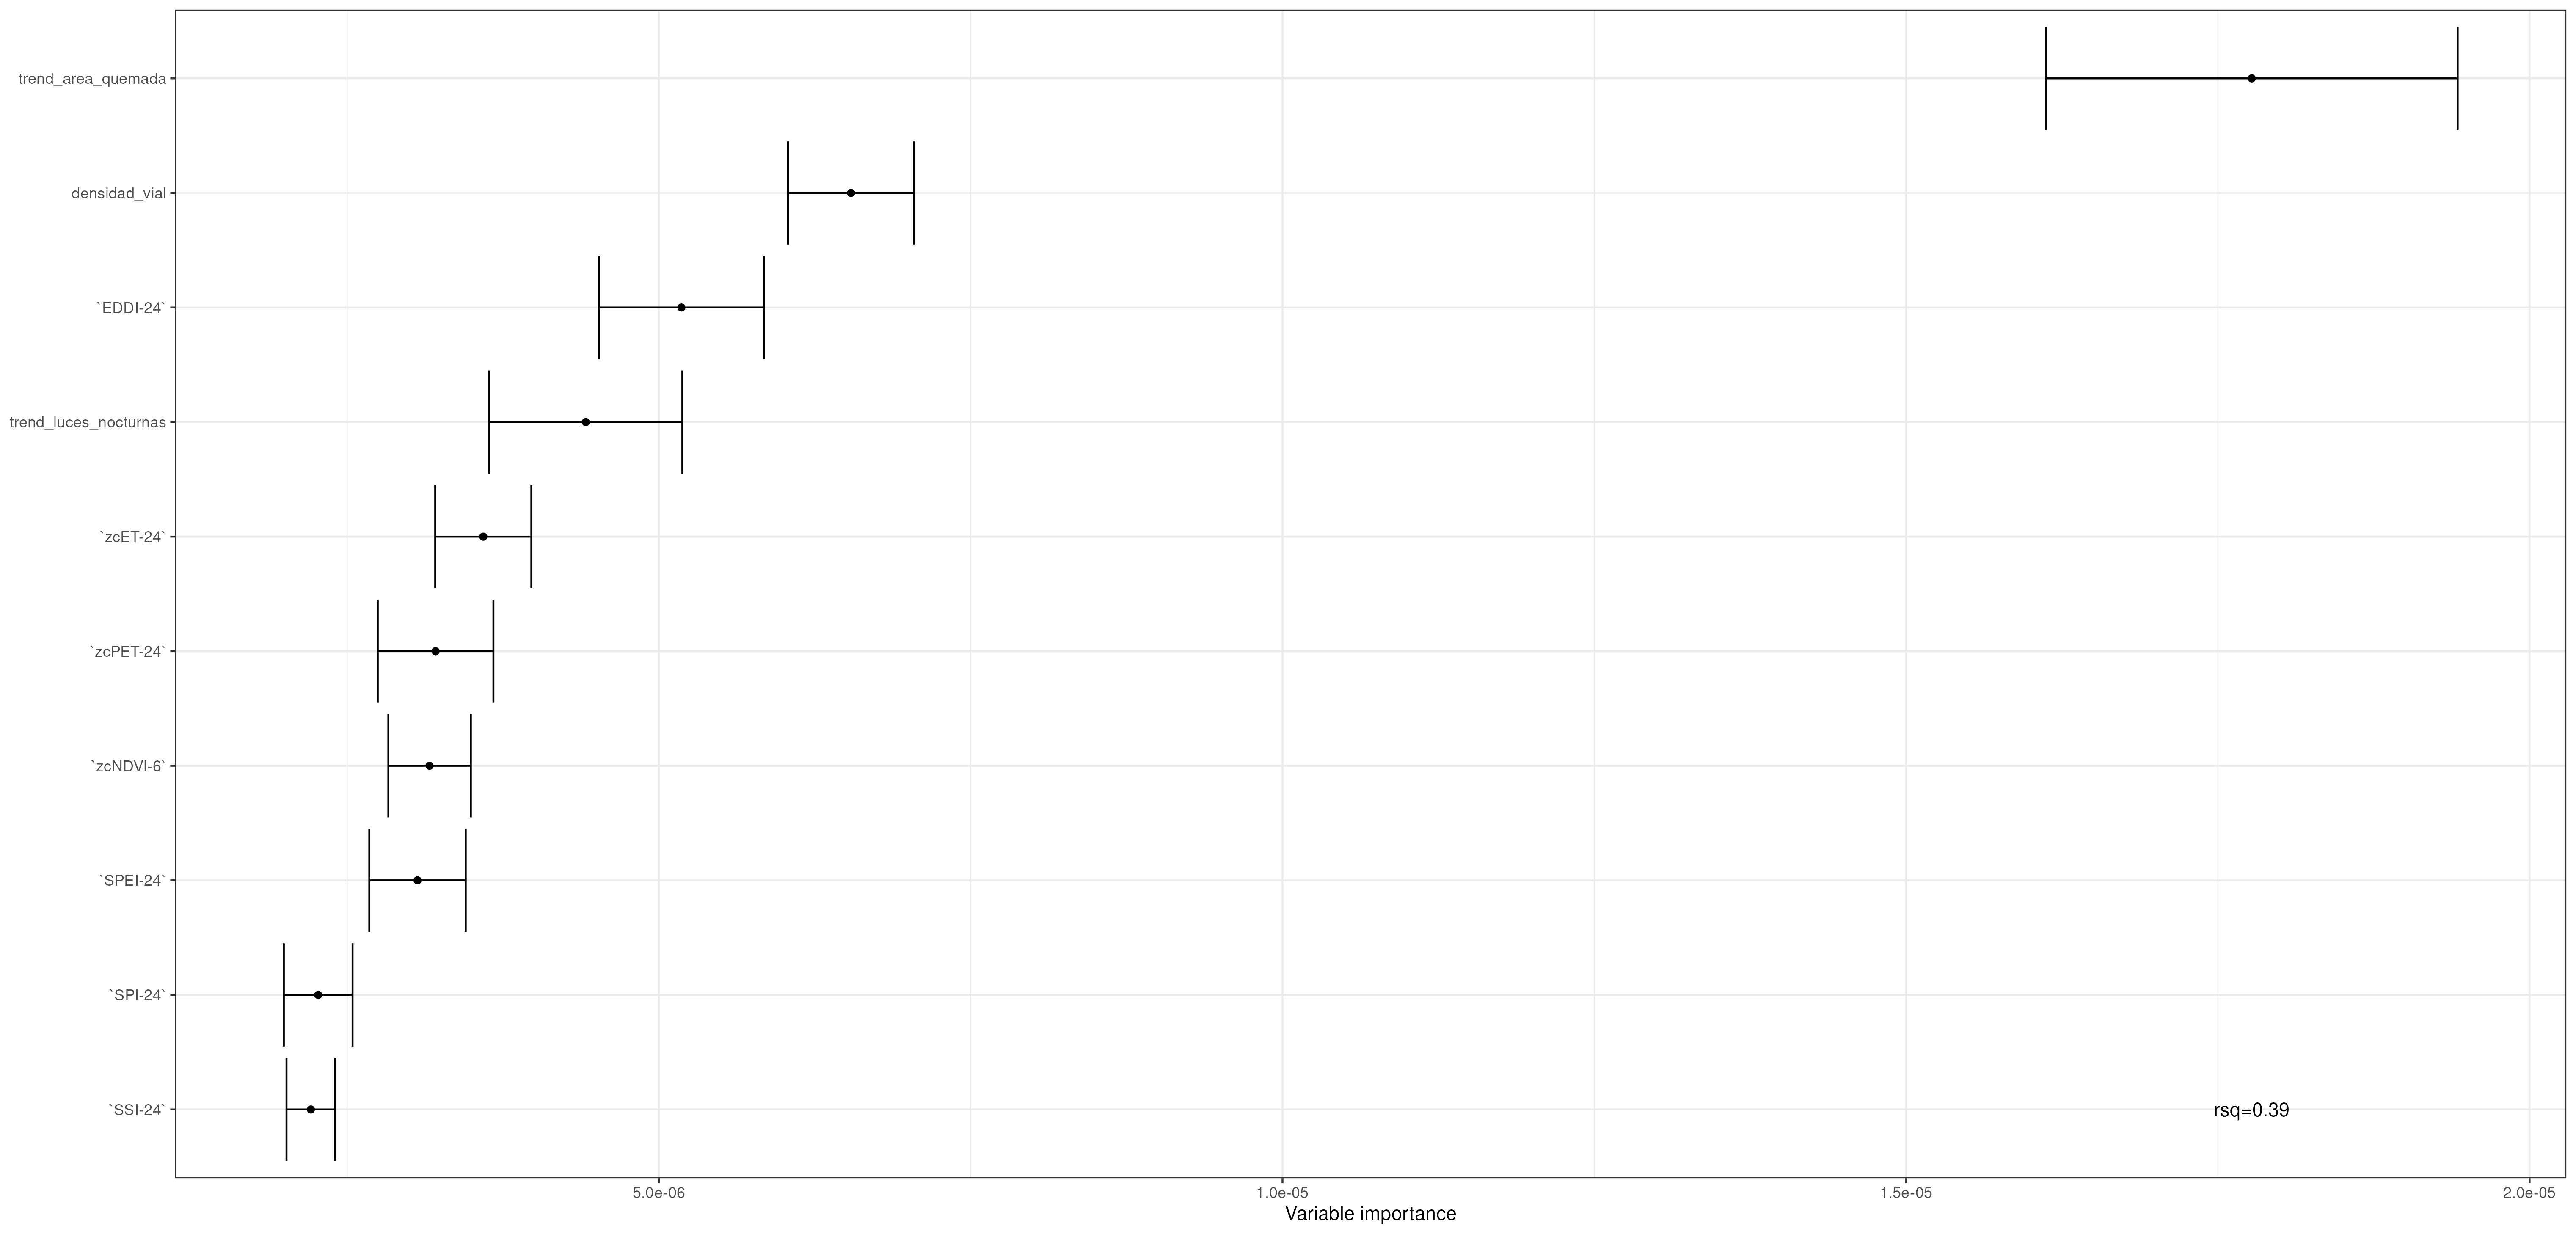 trend_area_quemada
densidad_vial
`EDDI-24`
trend_luces_nocturnas
`zcET-24`
`zcPET-24`
`zcNDVI-6`
`SPEI-24`
`SPI-24`
`SSI-24`
rsq=0.39
5.0e-06 1.0e-05 1.5e-05 2.0e-05
Variable importance